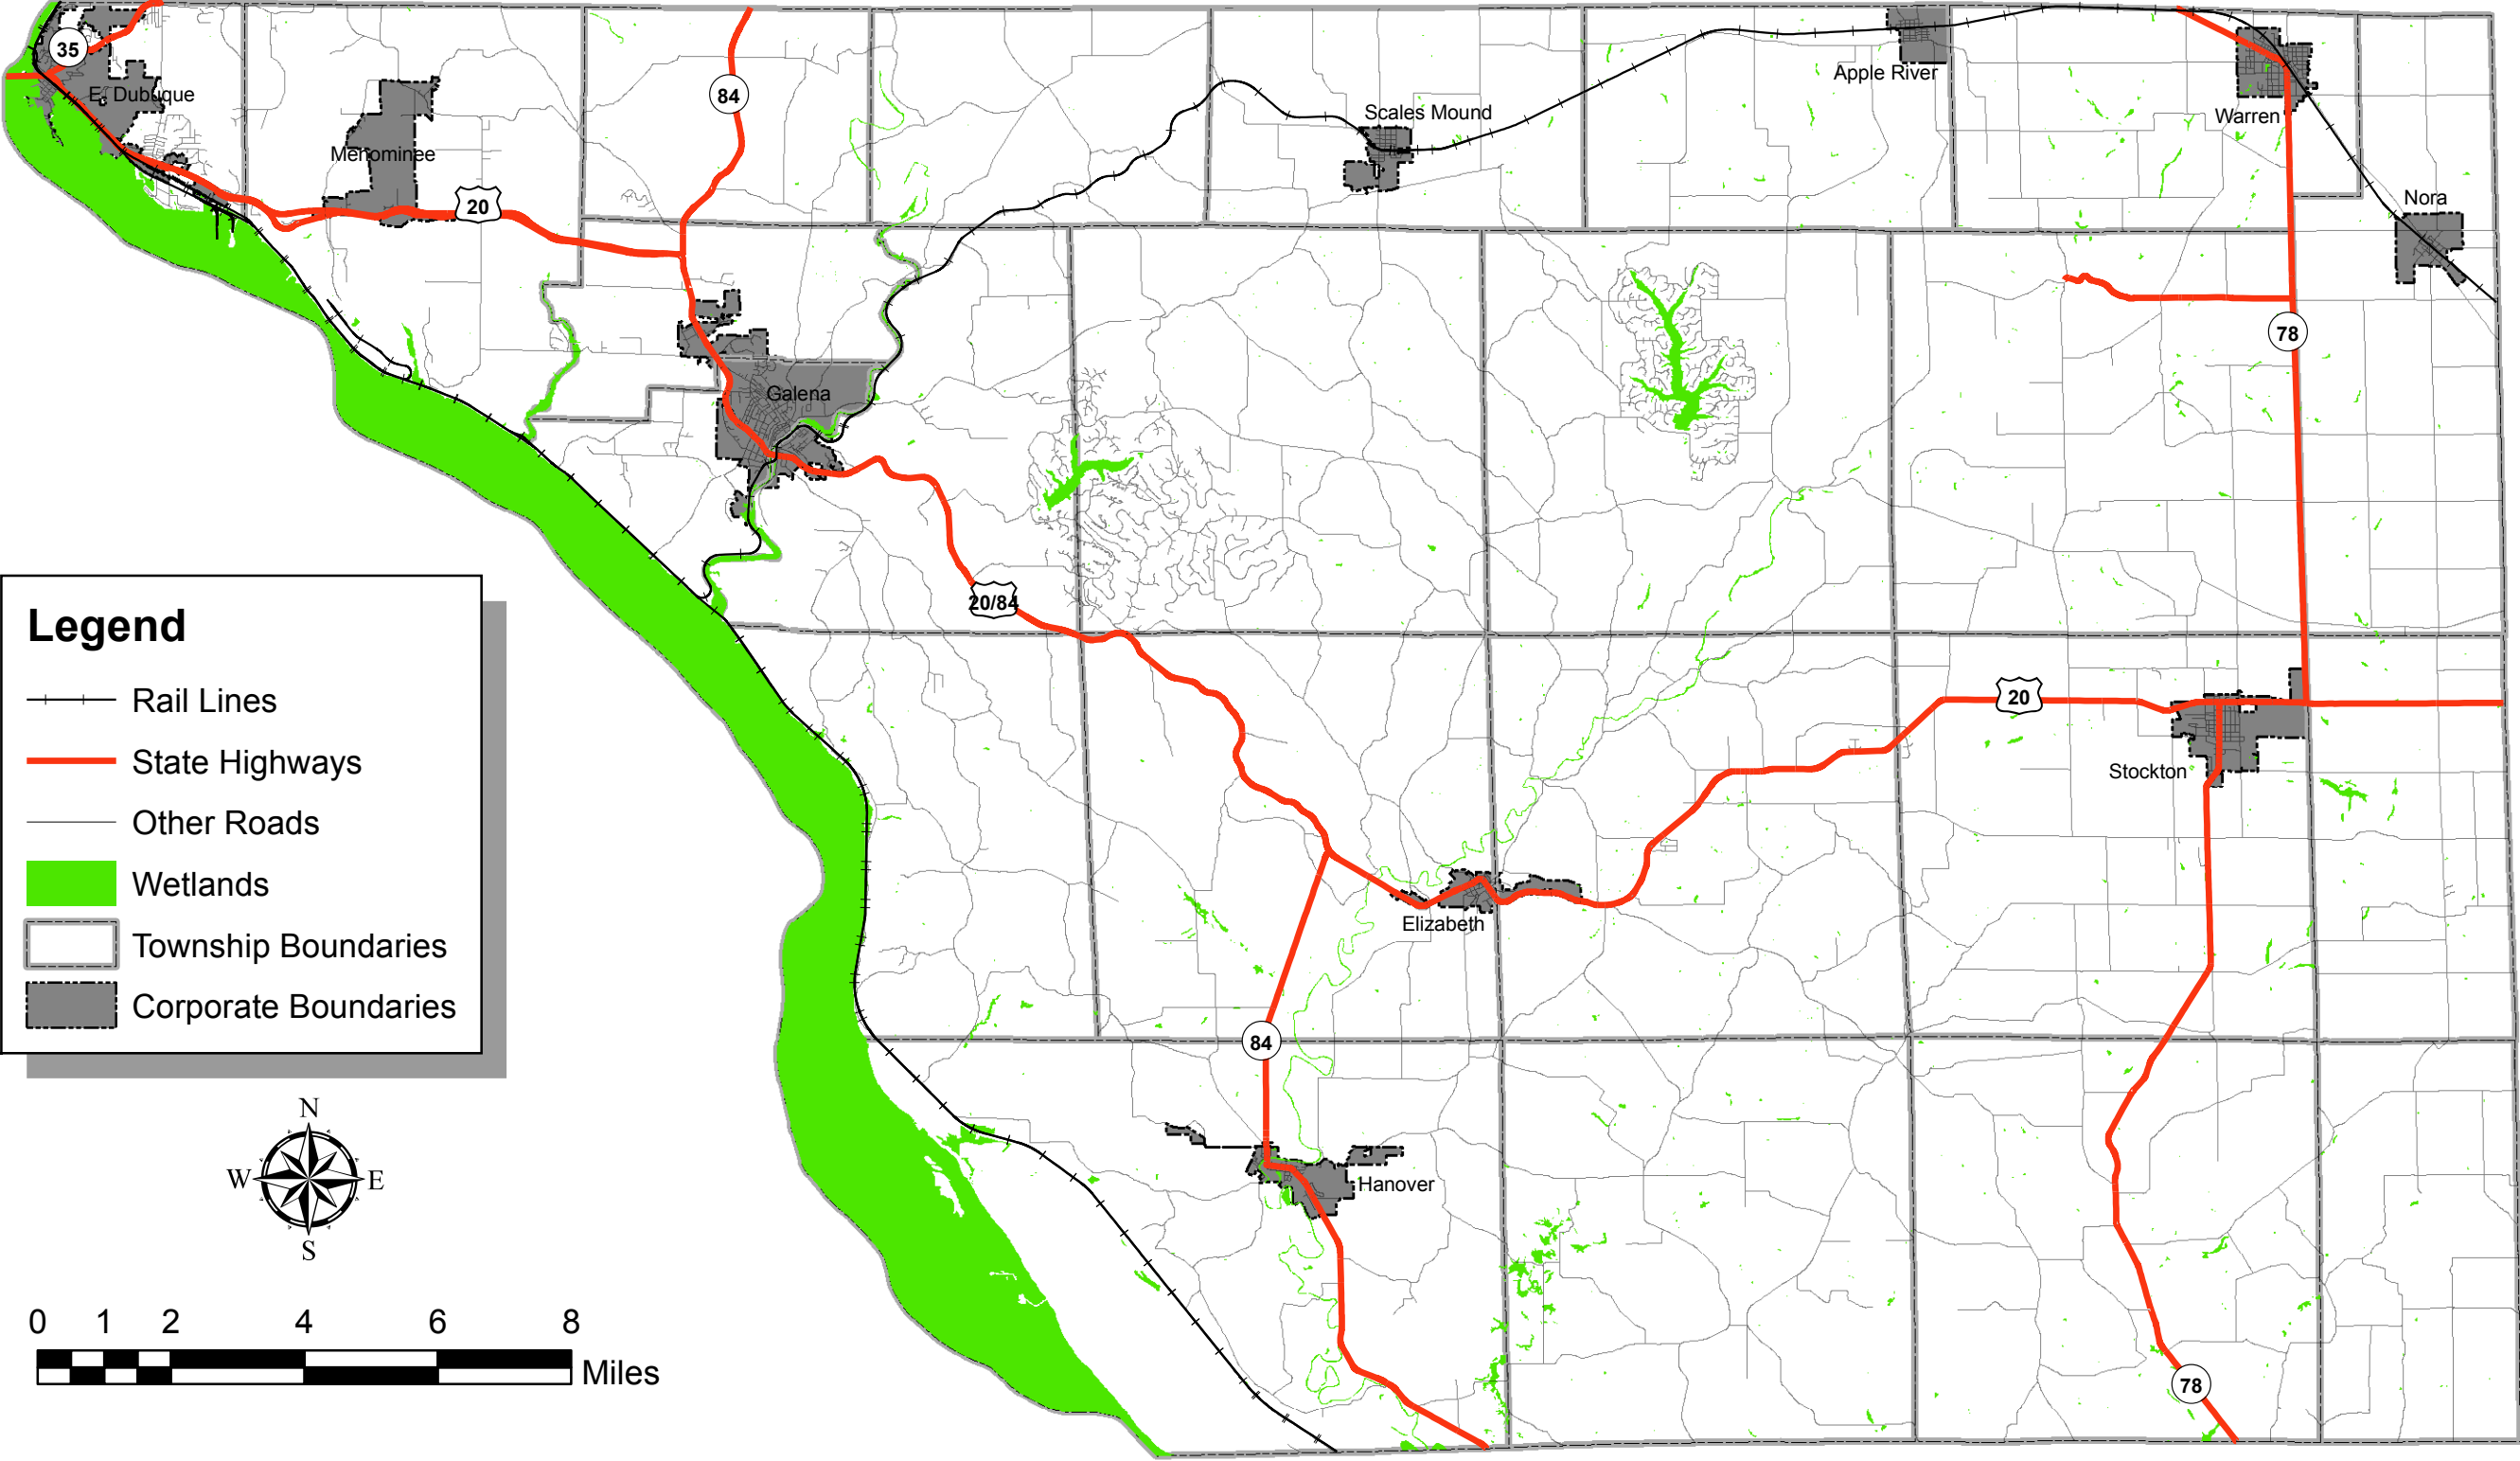 35
E. Dubuque
Menominee
20
84
Scales Mound
Apple River
Warren
Nora
78
Galena
20/84
20
Stockton
Elizabeth
84
Hanover
78
Legend
Rail Lines
State Highways
Other Roads
Wetlands
Township Boundaries
Corporate Boundaries
N
W E
S
0 1 2 4 6 8
Miles